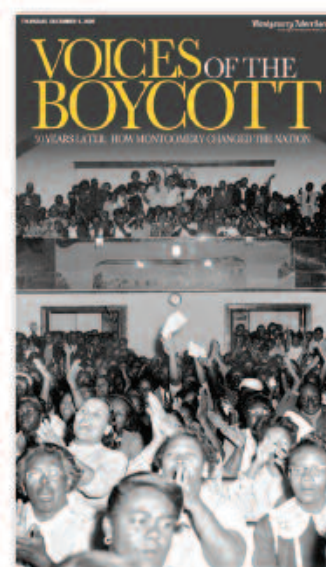 VOICES OF THE
BOYCOTT
50 YEARS LATER: HOW MONTGOMERY CHANGED THE NATION